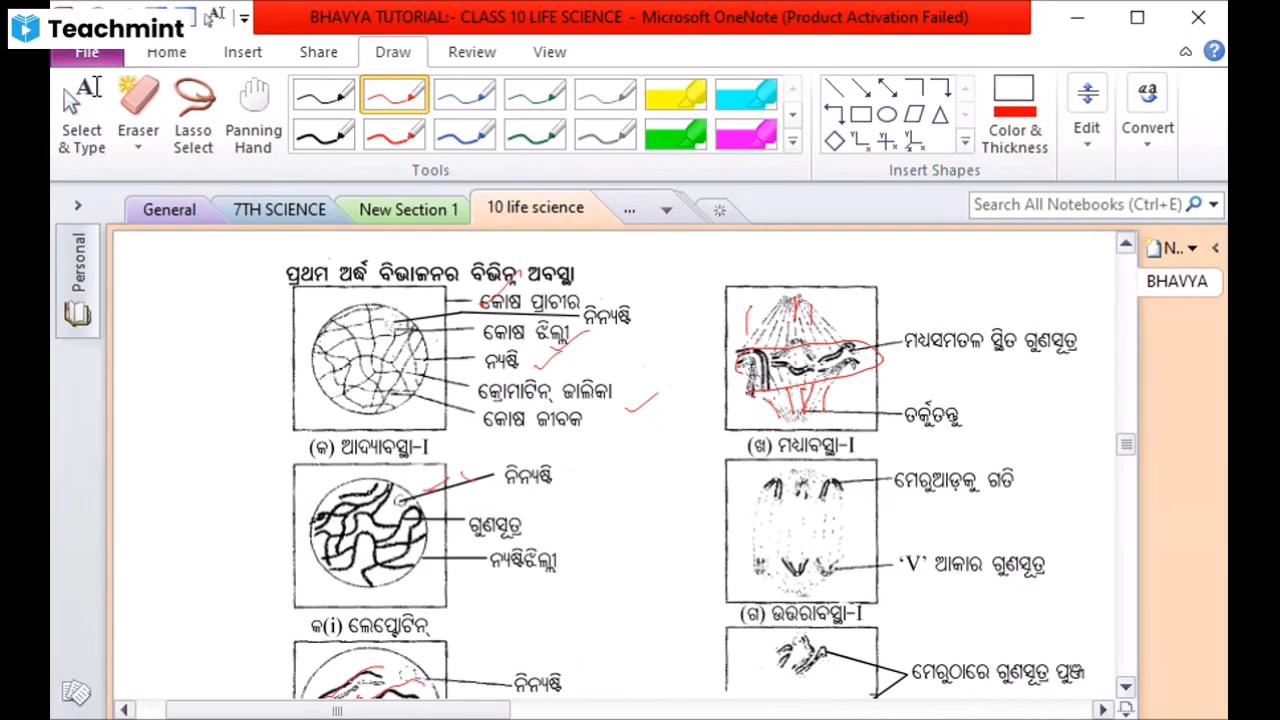 Teachmint
BHAVYA TUTORIAL:- CLASS 10 LIFE SCIENCE - Microsoft OneNote (Product Activation Failed)
File Home Insert Share Draw Review View
Select & Type
Eraser
Lasso Select
Panning Hand
Color & Thickness
Edit
Convert
Tools
Insert Shapes
General
7TH SCIENCE
New Section 1
10 life science
...
Search All Notebooks (Ctrl+E)
Personal
N..
BHAVYA
ପ୍ରଥମ ଅର୍ଦ୍ଧ ବିଭାଜନର ବିଭିନ୍ନ ଅବସ୍ଥା
କୋଷ ପ୍ରାଚୀର
ନିନ୍ୟଷ୍ଟି
କୋଷ ଝିଲ୍ଲୀ
ନ୍ୟଷ୍ଟି
କ୍ରୋମାଟିନ୍ ଜାଲିକା
କୋଷ ଜୀବକ
(କ) ଆଦ୍ୟାବସ୍ଥା-I
ନିନ୍ୟଷ୍ଟି
ଗୁଣସୂତ୍ର
ନ୍ୟଷ୍ଟିଝିଲ୍ଲୀ
କ(i) ଲେପ୍ଟୋଟିନ୍
ନିନ୍ୟଷ୍ଟି
ମଧ୍ୟସମତଳ ସ୍ଥିତ ଗୁଣସୂତ୍ର
ତର୍କୁତନ୍ତୁ
(ଖ) ମଧ୍ୟାବସ୍ଥା-I
ମେରୁଆଡ଼କୁ ଗତି
'V' ଆକାର ଗୁଣସୂତ୍ର
(ଗ) ଉତ୍ତରାବସ୍ଥା-I
ମେରୁଠାରେ ଗୁଣସୂତ୍ର ପୁଞ୍ଜ